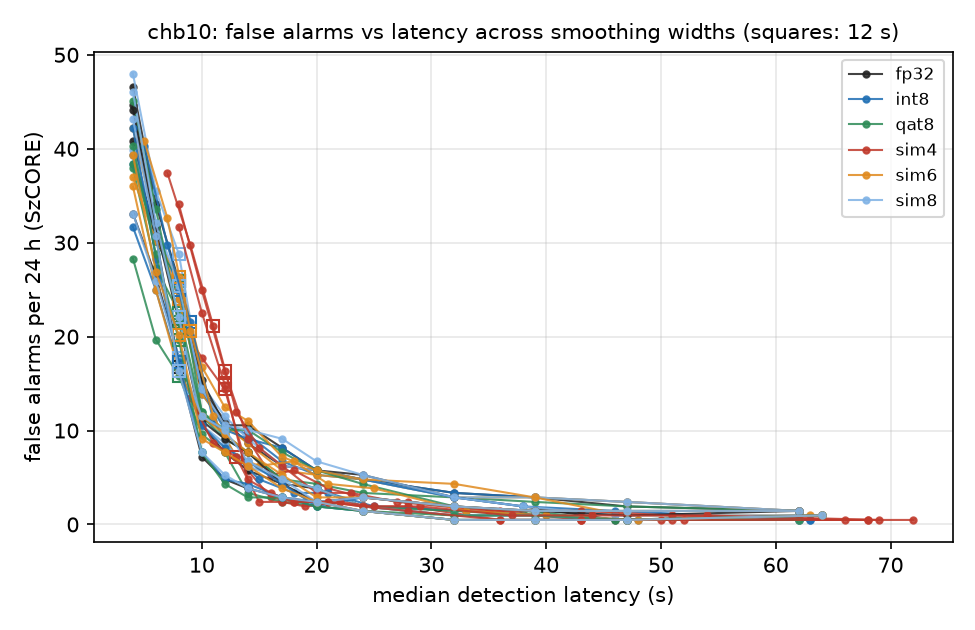 chb10: false alarms vs latency across smoothing widths (squares: 12 s)
false alarms per 24 h (SzCORE)
50
40
30
20
10
0
fp32
int8
qat8
sim4
sim6
sim8
10
20
30
40
50
60
70
median detection latency (s)